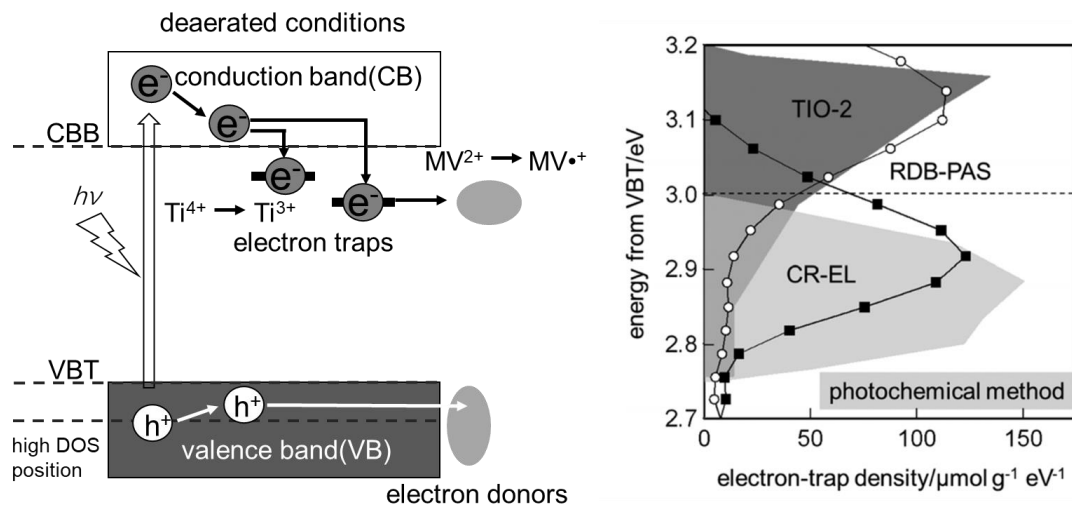 deaerated conditions
e⁻
conduction band(CB)
e⁻
CBB
e⁻
MV²⁺ → MV•⁺
hν
Ti⁴⁺ → Ti³⁺
e⁻
electron traps
VBT
h⁺
h⁺
high DOS
position
valence band(VB)
electron donors
3.2
TIO-2
3.1
RDB-PAS
3.0
2.9
CR-EL
2.8
photochemical method
2.7
0
50
100
150
energy from VBT/eV
electron-trap density/μmol g⁻¹ eV⁻¹